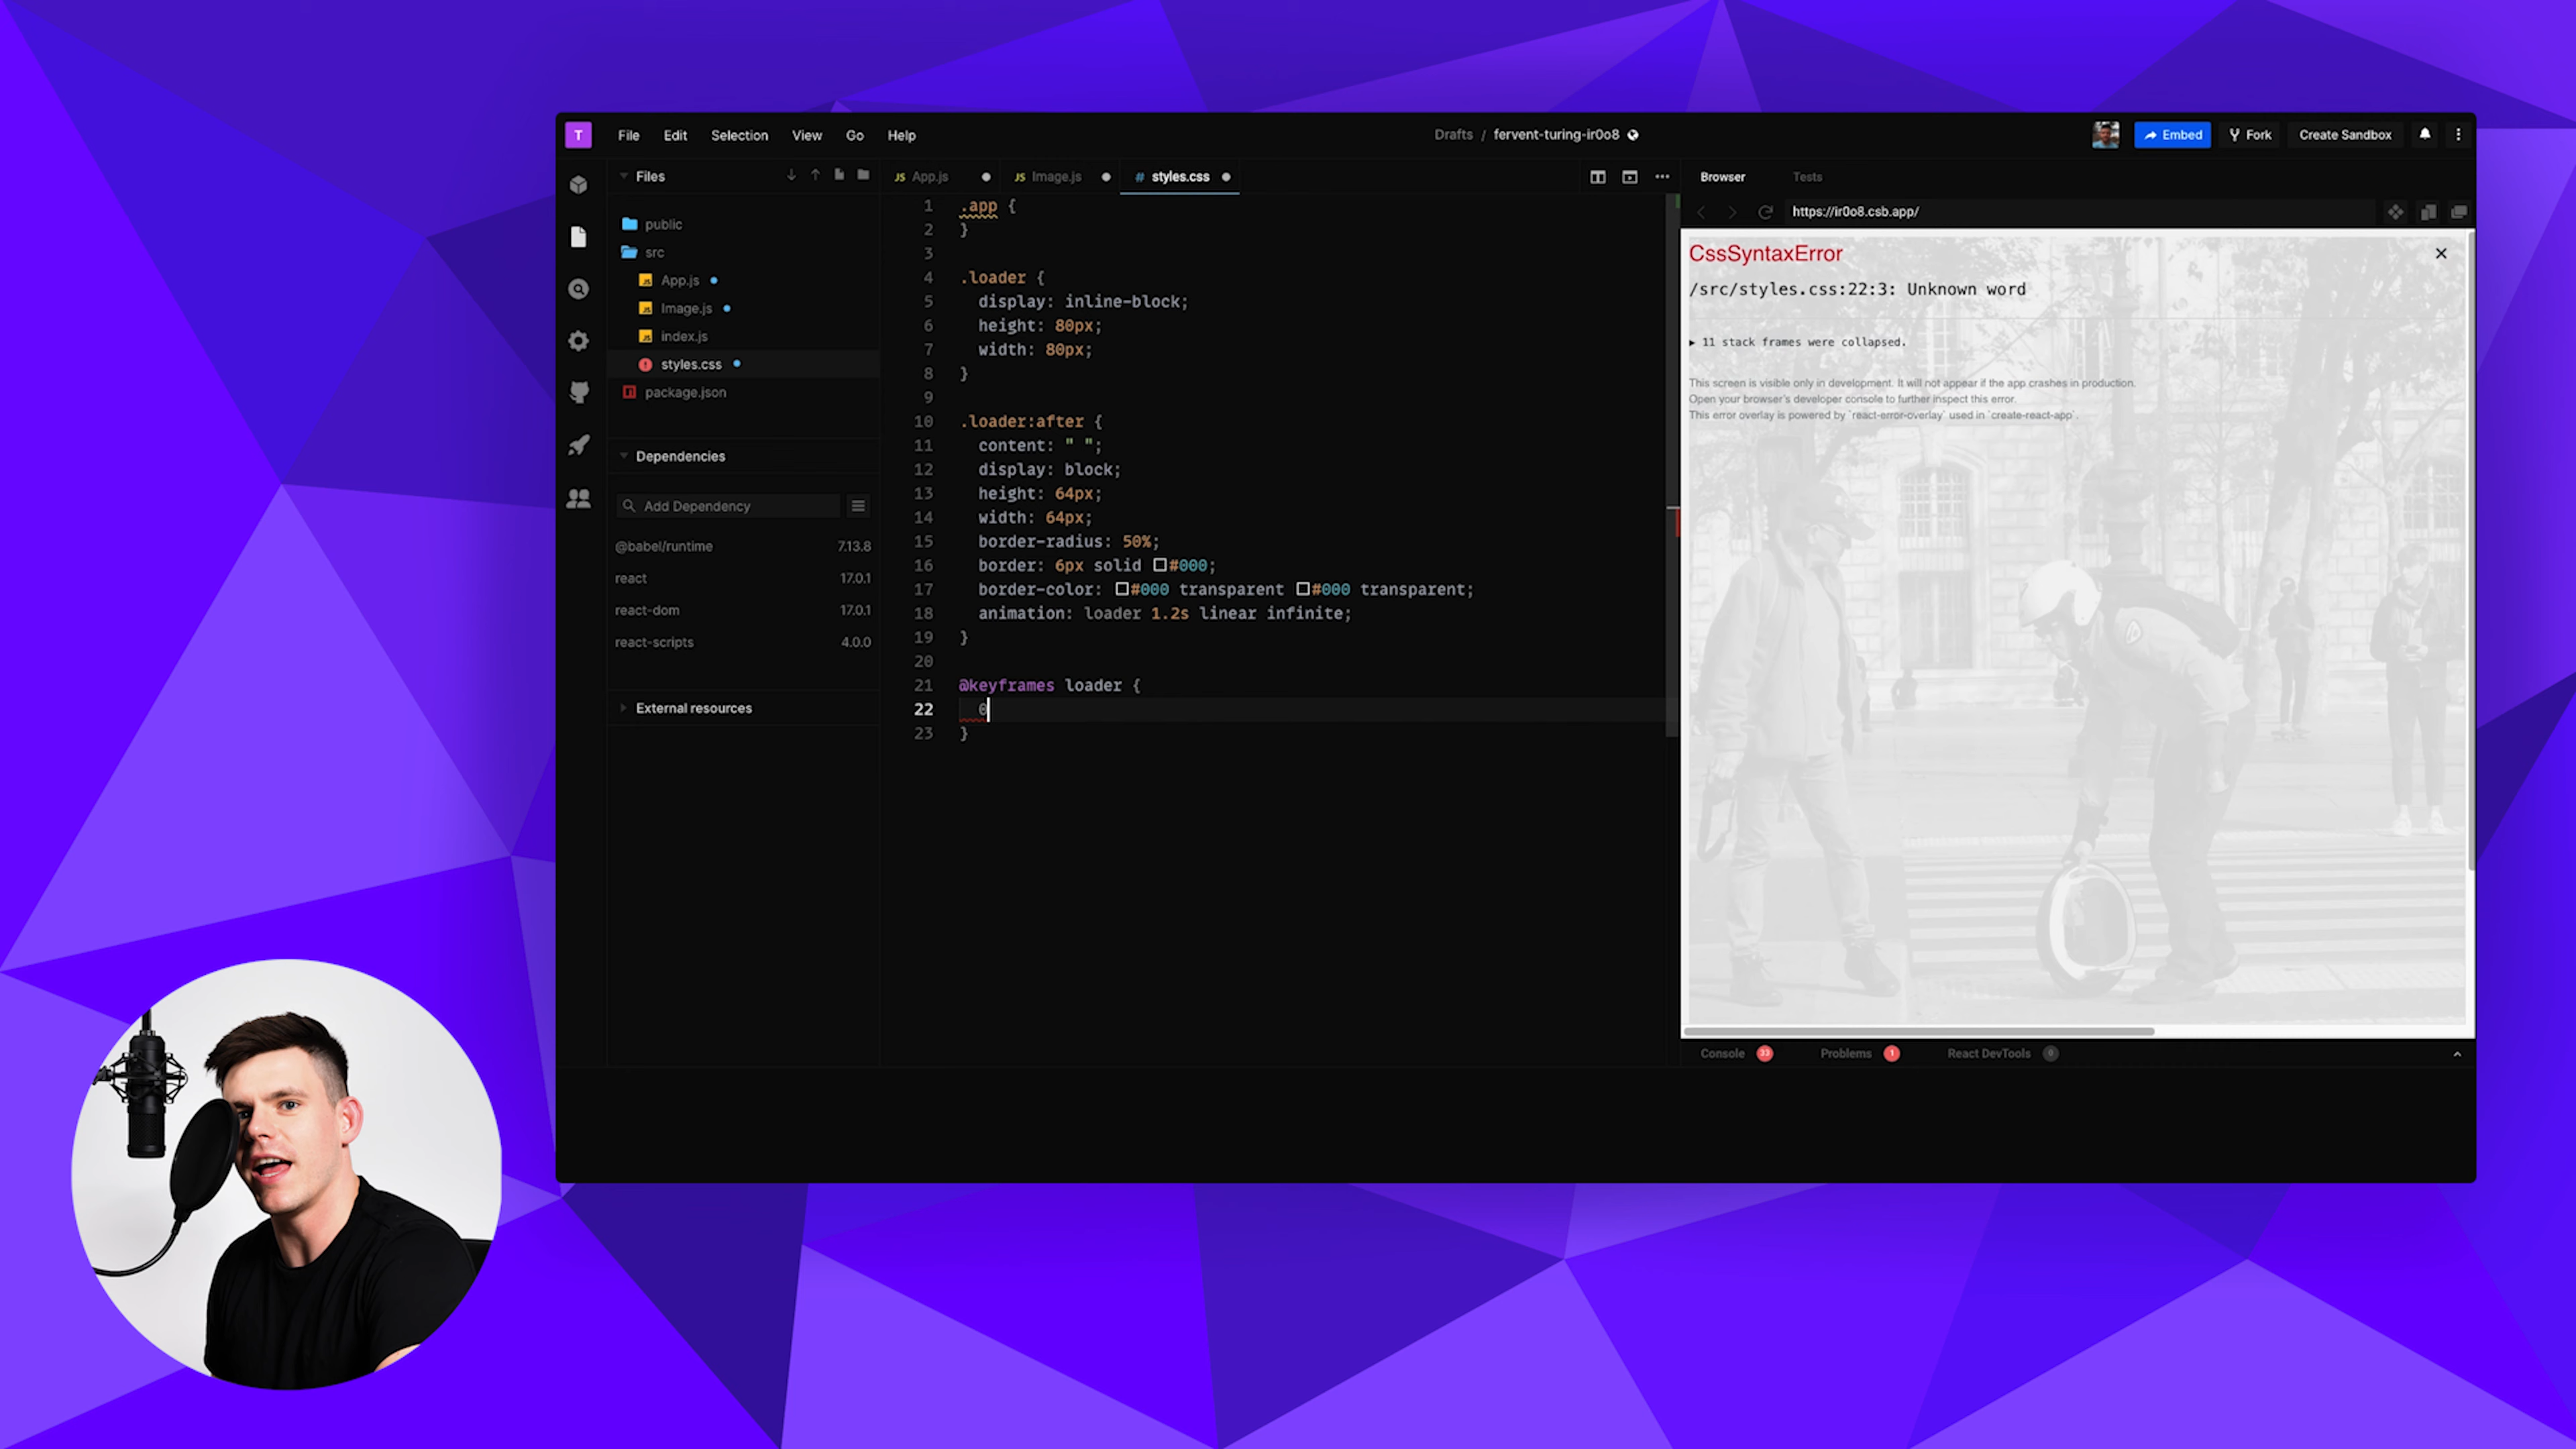 T File Edit Selection View Go Help
Drafts / fervent-turing-ir0o8
Embed Fork Create Sandbox
Files
public
src
App.js
Image.js
index.js
styles.css
package.json
Dependencies
Add Dependency
@babel/runtime 7.13.8
react 17.0.1
react-dom 17.0.1
react-scripts 4.0.0
External resources
JS App.js JS Image.js # styles.css
1 .app {
2 }
3
4 .loader {
5 display: inline-block;
6 height: 80px;
7 width: 80px;
8 }
9
10 .loader:after {
11 content: " ";
12 display: block;
13 height: 64px;
14 width: 64px;
15 border-radius: 50%;
16 border: 6px solid #000;
17 border-color: #000 transparent #000 transparent;
18 animation: loader 1.2s linear infinite;
19 }
20
21 @keyframes loader {
22 0
23 }
Browser Tests
https://ir0o8.csb.app/
CssSyntaxError
/src/styles.css:22:3: Unknown word
▶ 11 stack frames were collapsed.
This screen is visible only in development. It will not appear if the app crashes in production.
Open your browser's developer console to further inspect this error.
This error overlay is powered by `react-error-overlay` used in `create-react-app`.
Console 33 Problems 1 React DevTools 0